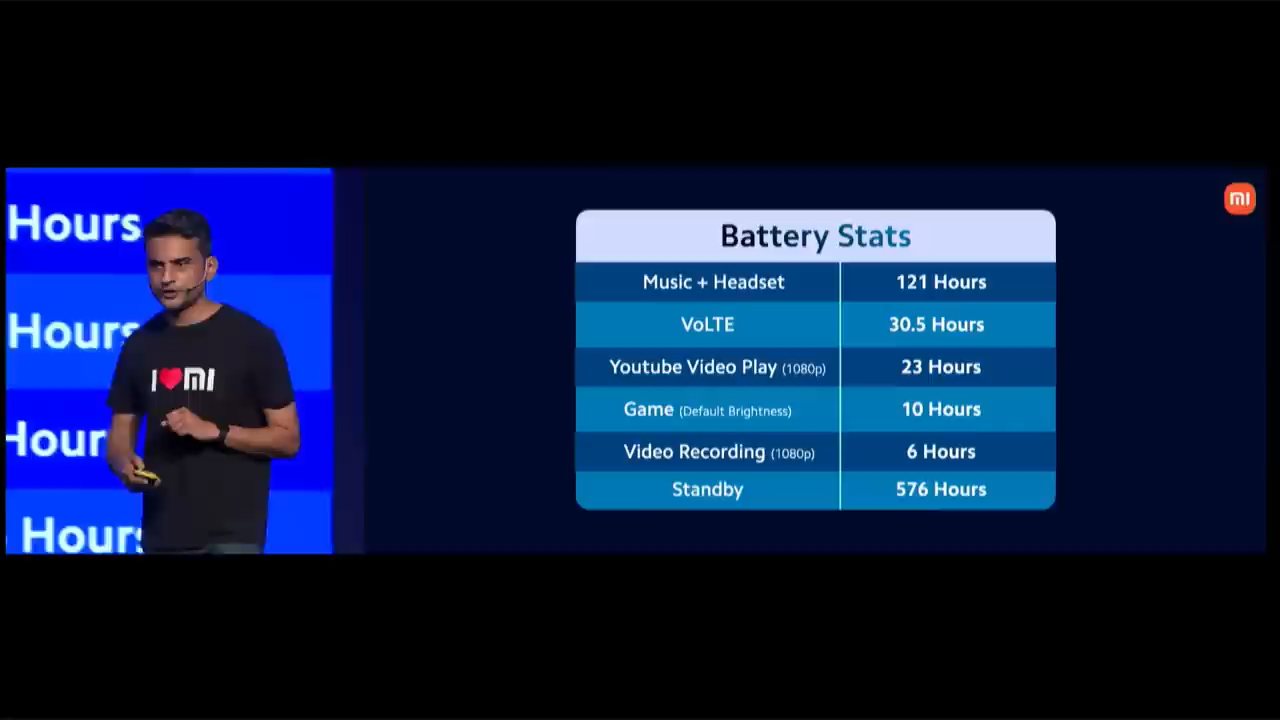 Hours
Hours
Hour
Hours
I MI
Battery Stats
Music + Headset 121 Hours
VoLTE 30.5 Hours
Youtube Video Play (1080p) 23 Hours
Game (Default Brightness) 10 Hours
Video Recording (1080p) 6 Hours
Standby 576 Hours
MI